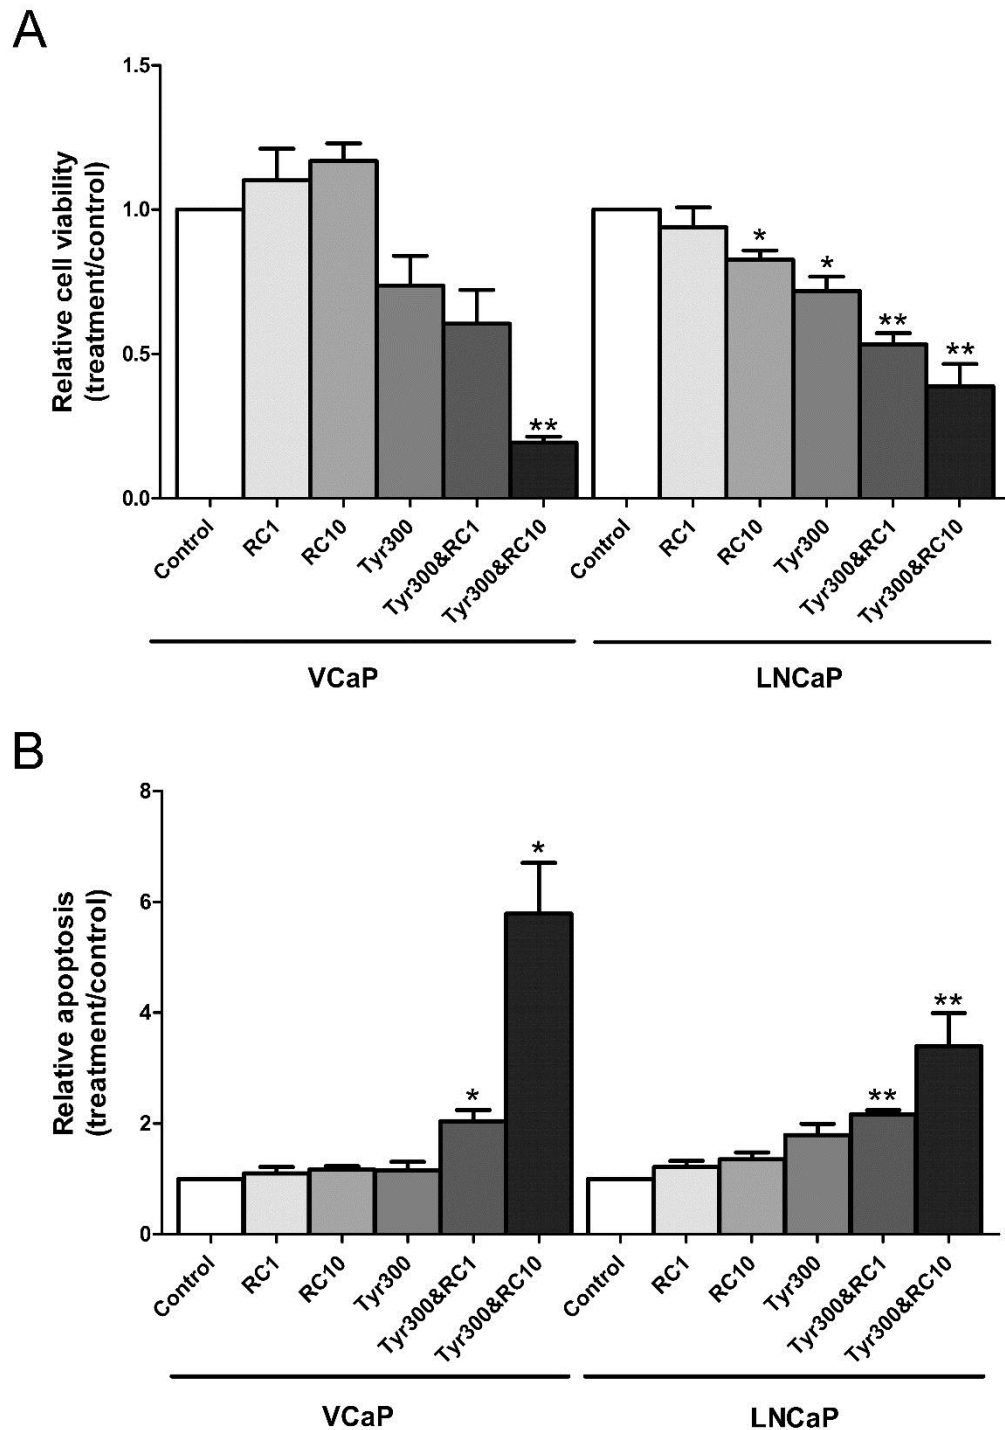 A
Relative cell viability
(treatment/control)
1.5
1.0
0.5
0.0
*
*
**
**
**
Control
RC1
RC10
Tyr300
Tyr300&RC1
Tyr300&RC10
Control
RC1
RC10
Tyr300
Tyr300&RC1
Tyr300&RC10
VCaP
LNCaP
B
Relative apoptosis
(treatment/control)
8
6
4
2
0
*
*
**
**
Control
RC1
RC10
Tyr300
Tyr300&RC1
Tyr300&RC10
Control
RC1
RC10
Tyr300
Tyr300&RC1
Tyr300&RC10
VCaP
LNCaP